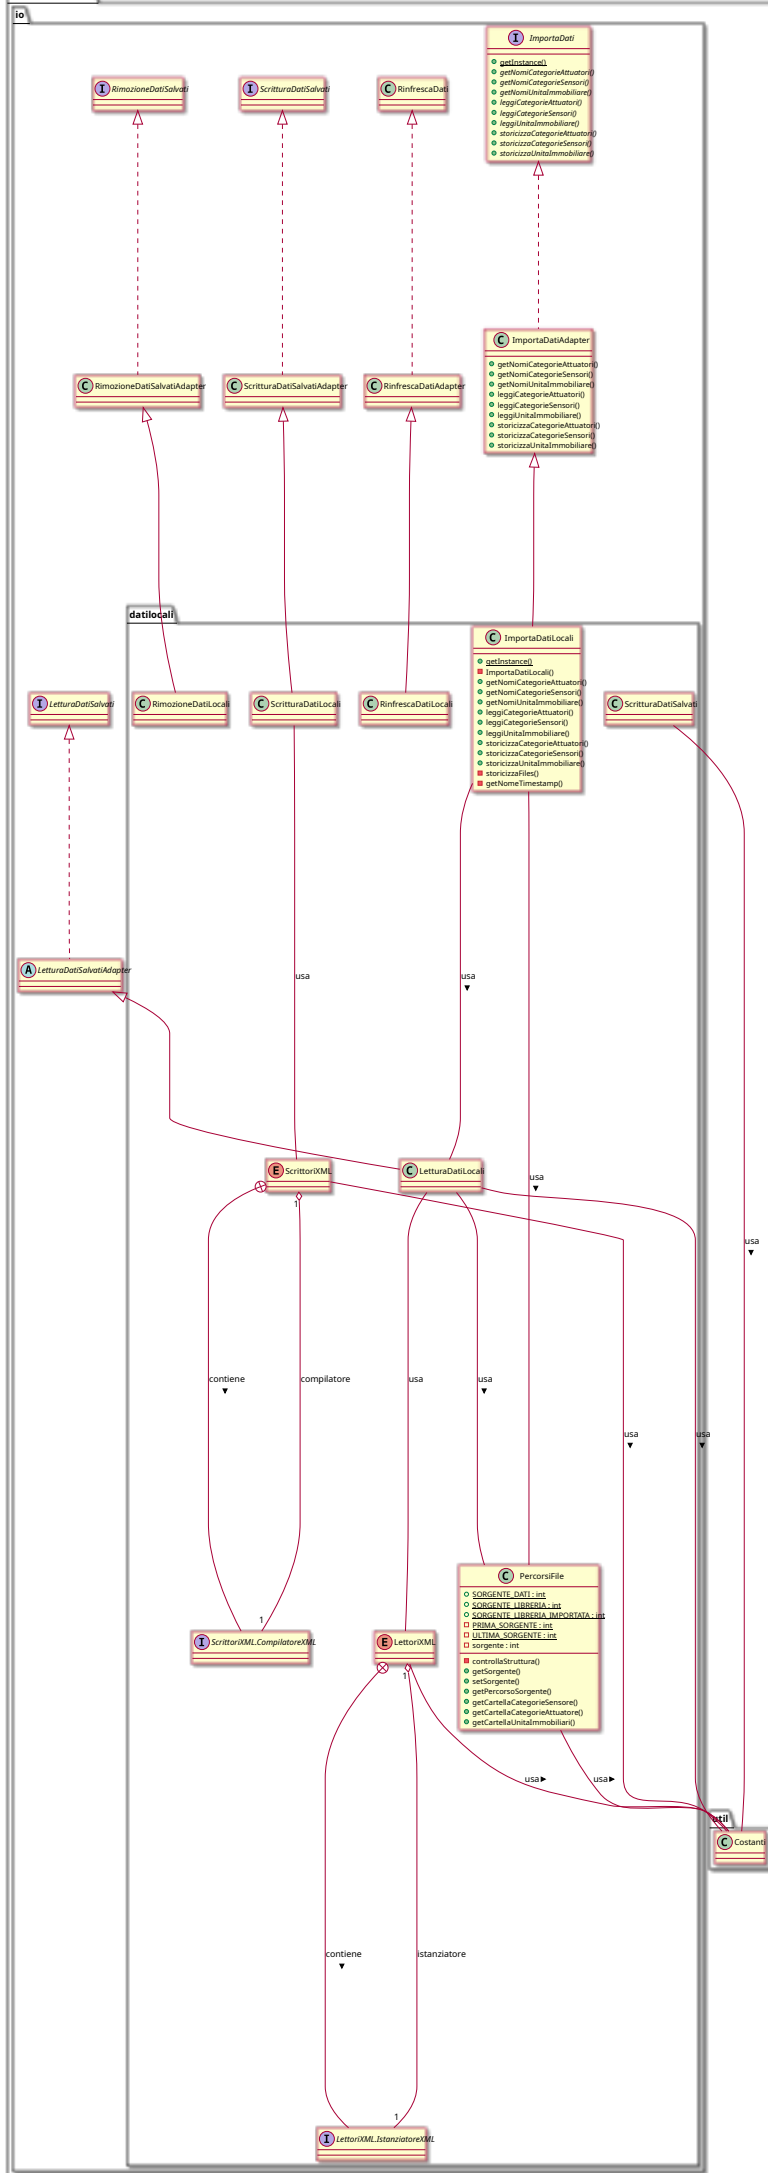 io
I ImportaDati
getInstance()
getNomiCategorieAttuatori()
getNomiCategorieSensori()
getNomiUnitaImmobiliare()
leggiCategorieAttuatori()
leggiCategorieSensori()
leggiUnitaImmobiliare()
storicizzaCategorieAttuatori()
storicizzaCategorieSensori()
storicizzaUnitaImmobiliare()
I RimozioneDatiSalvati
I ScritturaDatiSalvati
C RinfrescaDati
C ImportaDatiAdapter
getNomiCategorieAttuatori()
getNomiCategorieSensori()
getNomiUnitaImmobiliare()
leggiCategorieAttuatori()
leggiCategorieSensori()
leggiUnitaImmobiliare()
storicizzaCategorieAttuatori()
storicizzaCategorieSensori()
storicizzaUnitaImmobiliare()
C RimozioneDatiSalvatiAdapter
C ScritturaDatiSalvatiAdapter
C RinfrescaDatiAdapter
datilocali
C ImportaDatiLocali
getInstance()
ImportaDatiLocali()
getNomiCategorieAttuatori()
getNomiCategorieSensori()
getNomiUnitaImmobiliare()
leggiCategorieAttuatori()
leggiCategorieSensori()
leggiUnitaImmobiliare()
storicizzaCategorieAttuatori()
storicizzaCategorieSensori()
storicizzaUnitaImmobiliare()
storicizzaFiles()
getNomeTimestamp()
I LetturaDatiSalvati
C RimozioneDatiLocali
C ScritturaDatiLocali
C RinfrescaDatiLocali
C ScritturaDatiSalvati
A LetturaDatiSalvatiAdapter
usa
usa
E ScrittoriXML
C LetturaDatiLocali
usa
1
usa
contiene
compilatore
usa
usa
usa
usa
C PercorsiFile
SORGENTE_DATI : int
SORGENTE_LIBRERIA : int
SORGENTE_LIBRERIA_IMPORTATA : int
PRIMA_SORGENTE : int
ULTIMA_SORGENTE : int
sorgente : int
controllaStruttura()
getSorgente()
setSorgente()
getPercorsoSorgente()
getCartellaCategorieSensore()
getCartellaCategorieAttuatore()
getCartellaUnitaImmobiliari()
1
I ScrittoriXML.CompilatoreXML
E LettoriXML
1
usa
usa
util
C Costanti
contiene
istanziatore
1
I LettoriXML.IstanziatoreXML